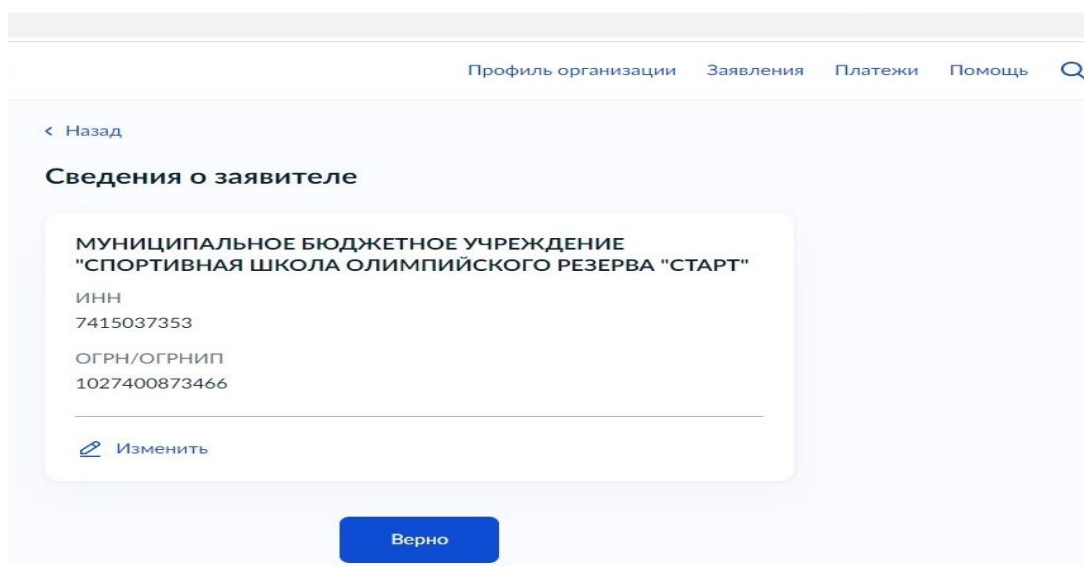 Профиль организации Заявления Платежи Помощь
Назад
Сведения о заявителе
МУНИЦИПАЛЬНОЕ БЮДЖЕТНОЕ УЧРЕЖДЕНИЕ
"СПОРТИВНАЯ ШКОЛА ОЛИМПИЙСКОГО РЕЗЕРВА "СТАРТ"
ИНН
7415037353
ОГРН/ОГРНИП
1027400873466
Изменить
Верно